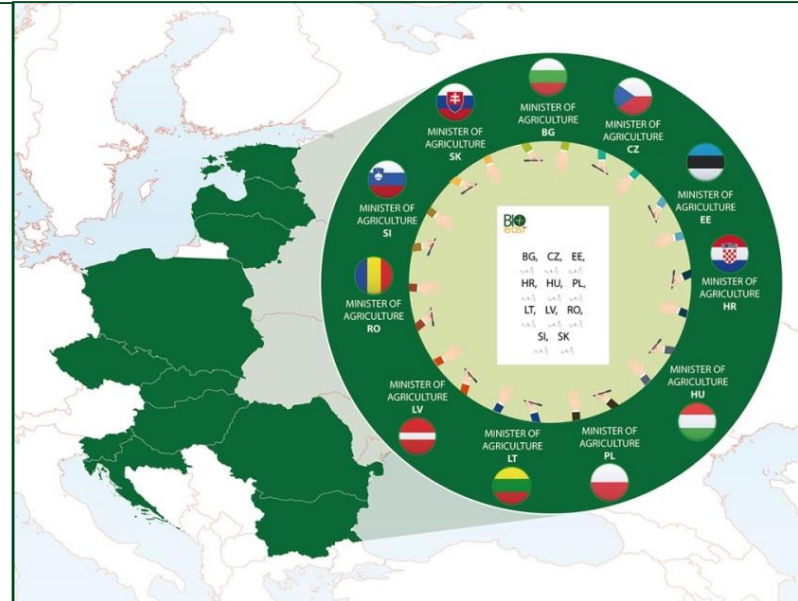 MINISTER OF
AGRICULTURE
BG
MINISTER OF
AGRICULTURE
CZ
MINISTER OF
AGRICULTURE
EE
MINISTER OF
AGRICULTURE
HR
MINISTER OF
AGRICULTURE
HU
MINISTER OF
AGRICULTURE
PL
MINISTER OF
AGRICULTURE
LT
MINISTER OF
AGRICULTURE
LV
MINISTER OF
AGRICULTURE
RO
MINISTER OF
AGRICULTURE
SI
MINISTER OF
AGRICULTURE
SK
BIO
east
BG, CZ, EE,
HR, HU, PL,
LT, LV, RO,
SI, SK